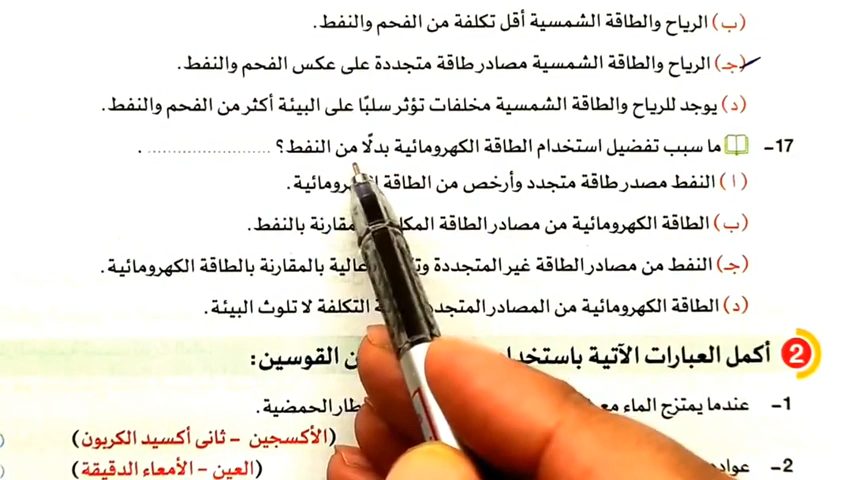 (ب) الرياح والطاقة الشمسية أقل تكلفة من الفحم والنفط.
(جـ) الرياح والطاقة الشمسية مصادر طاقة متجددة على عكس الفحم والنفط.
(د) يوجد للرياح والطاقة الشمسية مخلفات تؤثر سلبًا على البيئة أكثر من الفحم والنفط.
17- ما سبب تفضيل استخدام الطاقة الكهرومائية بدلًا من النفط؟ .........................
(ا) النفط مصدر طاقة متجدد وأرخص من الطاقة
(ب) الطاقة الكهرومائية من مصادر الطاقة بالنفط.
(جـ) النفط من مصادر الطاقة غير المتجددة عالية بالمقارنة بالطاقة الكهرومائية.
(د) الطاقة الكهرومائية من المصادر التكلفة لا تلوث البيئة.
2 أكمل العبارات الآتية باستخدام القوسين:
1- عندما يمتزج الماء الحمضية.
(الأكسجين - ثانى أكسيد الكربون)
2-
(العين - الأمعاء الدقيقة)